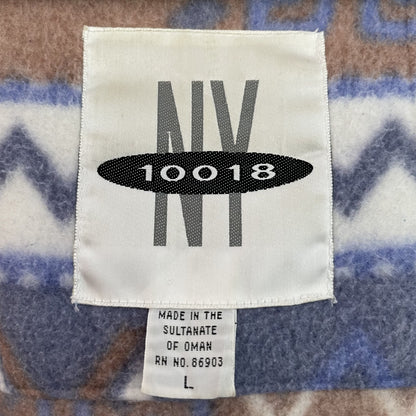 NY
10018
MADE IN THE
SULTANATE
OF OMAN
RN NO. 86903
L